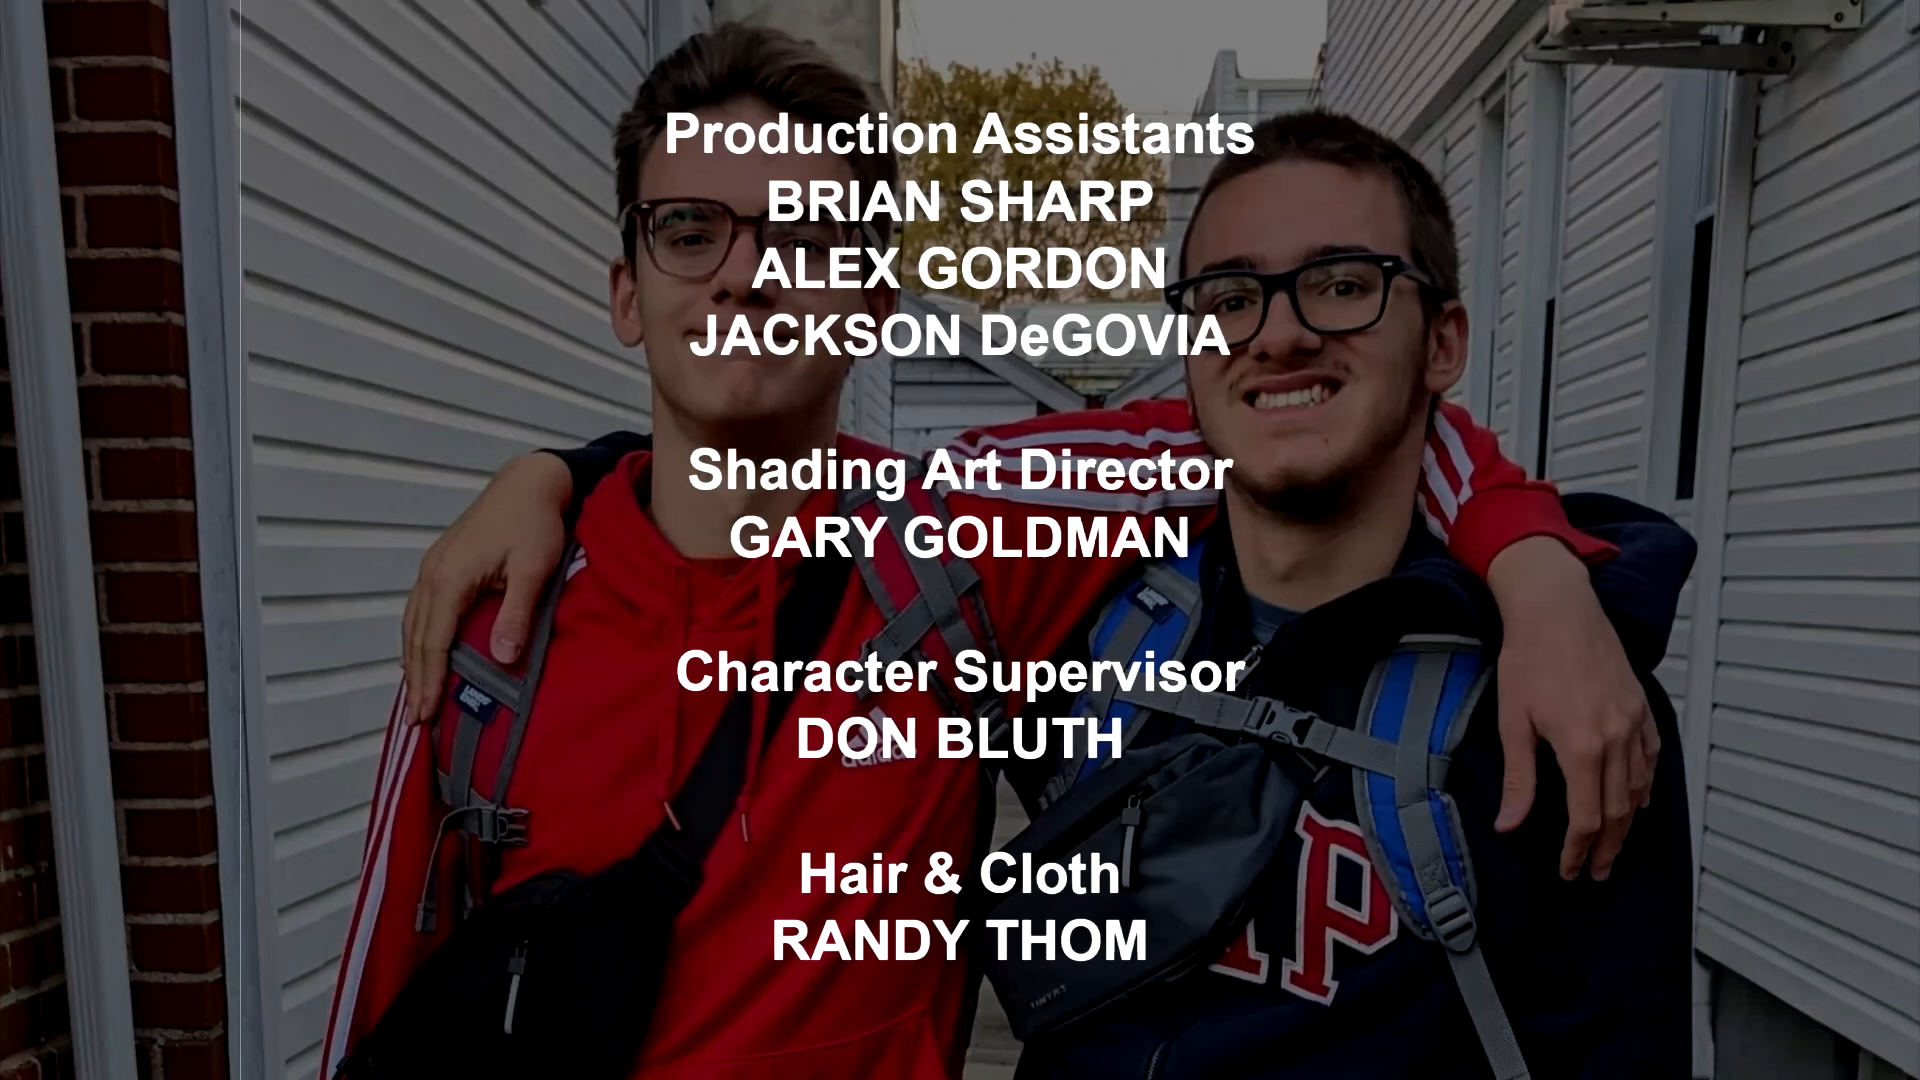 Production Assistants
BRIAN SHARP
ALEX GORDON
JACKSON DeGOVIA
Shading Art Director
GARY GOLDMAN
Character Supervisor
DON BLUTH
adidas
Hair & Cloth
RANDY THOM
P